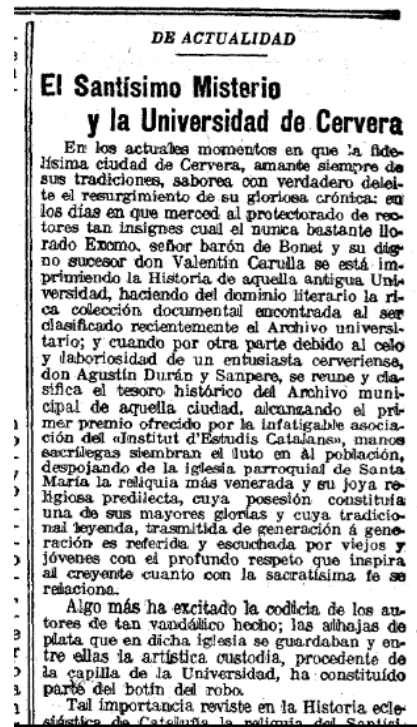 DE ACTUALIDAD
El Santísimo Misterio
y la Universidad de Cervera
En los actuales momentos en que la fide-
lísima ciudad de Cervera, amante siempre de
sus tradiciones, saborea con verdadero delei-
te el resurgimiento de su gloriosa crónica: en
los días en que merced al protectorado de rec-
tores tan insignes cual el nunca bastante llo-
rado Excmo. señor barón de Bonet y su dig-
no sucesor don Valentín Carulla se está im-
primiendo la Historia de aquella antigua Uni-
versidad, haciendo del dominio literario la ri-
ca colección documental encontrada al ser
clasificado recientemente el Archivo universi-
tario; y cuando por otra parte debido al celo
y laboriosidad de un entusiasta cerveriense,
don Agustín Durán y Sanpere, se reune y cla-
sifica el tesoro histórico del Archivo muni-
cipal de aquella ciudad, alcanzando el pri-
mer premio ofrecido por la infatigable asocia-
ción del «Institut d'Estudis Catalans», manos
sacrílegas siembran el luto en al población,
despojando de la iglesia parroquial de Santa
María la reliquia más venerada y su joya re-
ligiosa predilecta, cuya posesión constituía
una de sus mayores glorias y cuya tradicio-
nal leyenda, trasmitida de generación á gene-
ración es referida y escuchada por viejos y
jóvenes con el profundo respeto que inspira
al creyente cuanto con la sacratísima fe se
relaciona.
Algo más ha excitado la codicia de los au-
tores de tan vandálico hecho; las alhajas de
plata que en dicha iglesia se guardaban y en-
tre ellas la artística custodia, procedente de
la capilla de la Universidad, ha constituído
parte del botín del robo.
Tal importancia reviste en la Historia ecle-
siástica de Cataluña la reliquia del Santísi